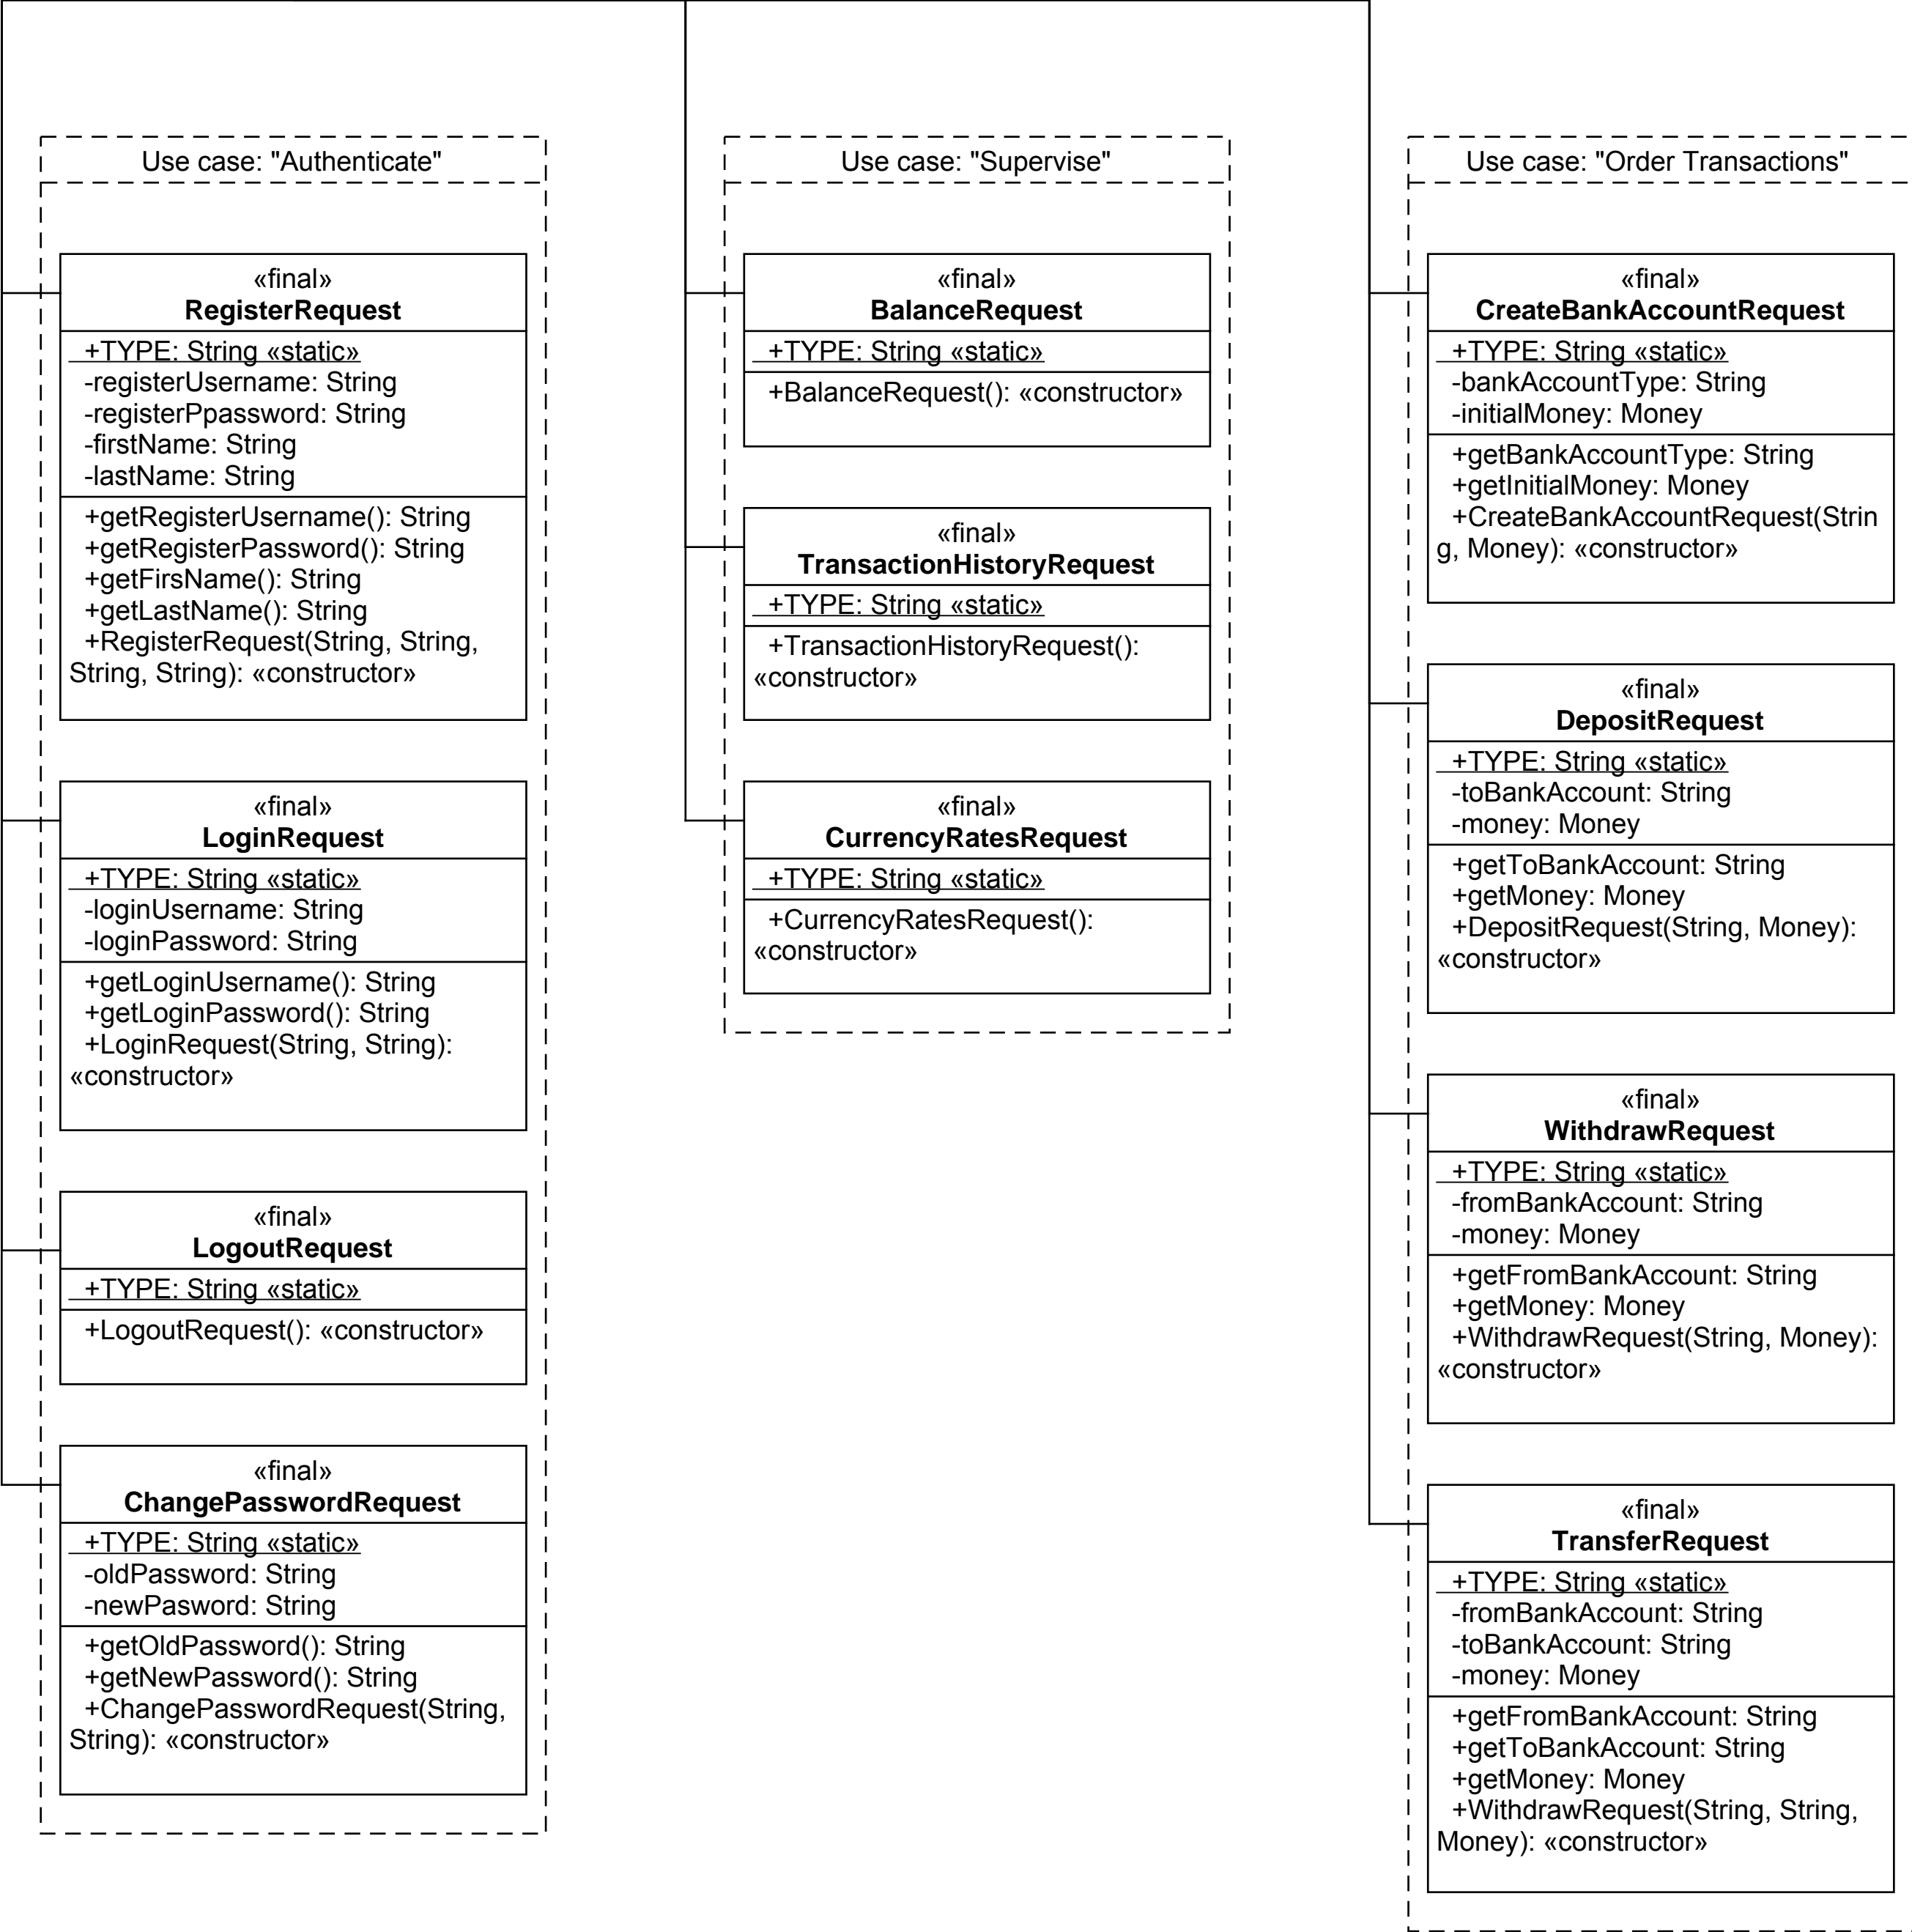 Use case: "Authenticate"
«final»
RegisterRequest
+TYPE: String «static»
-registerUsername: String
-registerPpassword: String
-firstName: String
-lastName: String
+getRegisterUsername(): String
+getRegisterPassword(): String
+getFirsName(): String
+getLastName(): String
+RegisterRequest(String, String,
String, String): «constructor»
«final»
LoginRequest
+TYPE: String «static»
-loginUsername: String
-loginPassword: String
+getLoginUsername(): String
+getLoginPassword(): String
+LoginRequest(String, String):
«constructor»
«final»
LogoutRequest
+TYPE: String «static»
+LogoutRequest(): «constructor»
«final»
ChangePasswordRequest
+TYPE: String «static»
-oldPassword: String
-newPasword: String
+getOldPassword(): String
+getNewPassword(): String
+ChangePasswordRequest(String,
String): «constructor»
Use case: "Supervise"
«final»
BalanceRequest
+TYPE: String «static»
+BalanceRequest(): «constructor»
«final»
TransactionHistoryRequest
+TYPE: String «static»
+TransactionHistoryRequest():
«constructor»
«final»
CurrencyRatesRequest
+TYPE: String «static»
+CurrencyRatesRequest():
«constructor»
Use case: "Order Transactions"
«final»
CreateBankAccountRequest
+TYPE: String «static»
-bankAccountType: String
-initialMoney: Money
+getBankAccountType: String
+getInitialMoney: Money
+CreateBankAccountRequest(Strin
g, Money): «constructor»
«final»
DepositRequest
+TYPE: String «static»
-toBankAccount: String
-money: Money
+getToBankAccount: String
+getMoney: Money
+DepositRequest(String, Money):
«constructor»
«final»
WithdrawRequest
+TYPE: String «static»
-fromBankAccount: String
-money: Money
+getFromBankAccount: String
+getMoney: Money
+WithdrawRequest(String, Money):
«constructor»
«final»
TransferRequest
+TYPE: String «static»
-fromBankAccount: String
-toBankAccount: String
-money: Money
+getFromBankAccount: String
+getToBankAccount: String
+getMoney: Money
+WithdrawRequest(String, String,
Money): «constructor»